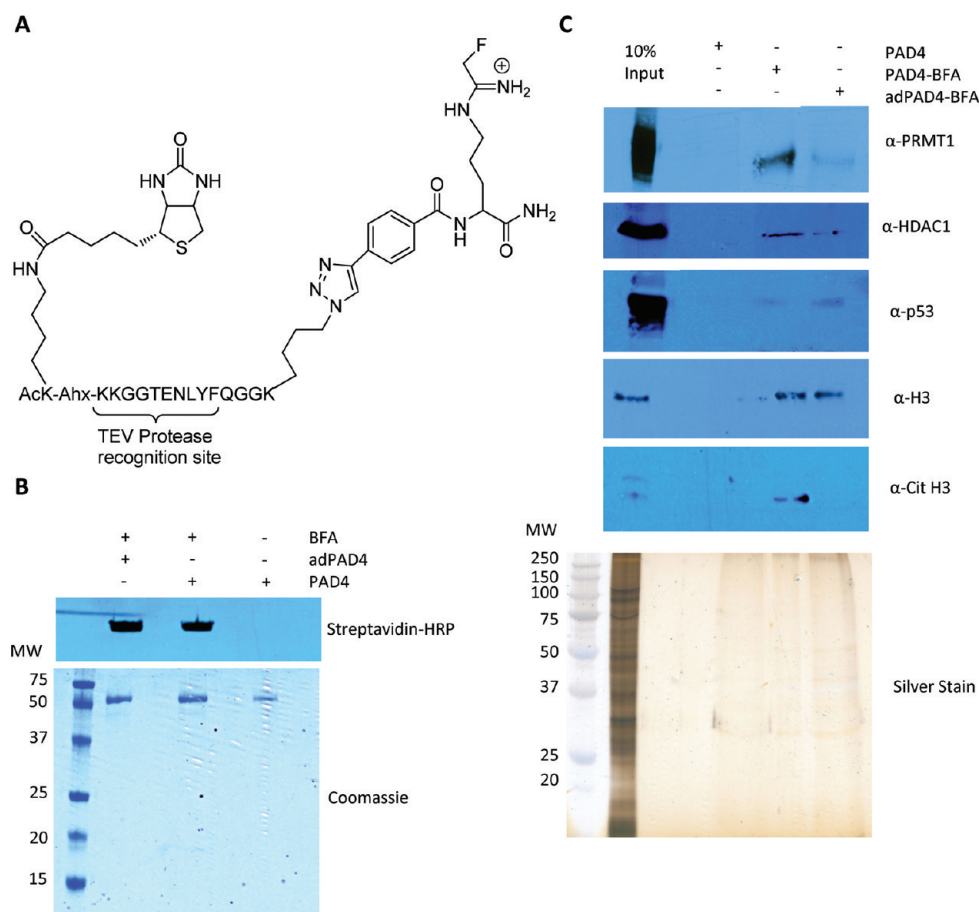 A
F
⊕
NH2
HN
O
HN
NH
H
N
NH2
O
O
O
S
N
N
N
HN
AcK-Ahx-KKGGTENLYFQGGK
TEV Protease
recognition site
B
+ + - BFA
+ - - adPAD4
- + + PAD4
Streptavidin-HRP
MW
75
50
37
25
20
15
Coomassie
C
10%
Input
+ - - PAD4
- + - PAD4-BFA
- - + adPAD4-BFA
α-PRMT1
α-HDAC1
α-p53
α-H3
α-Cit H3
MW
250
150
100
75
50
37
25
20
Silver Stain